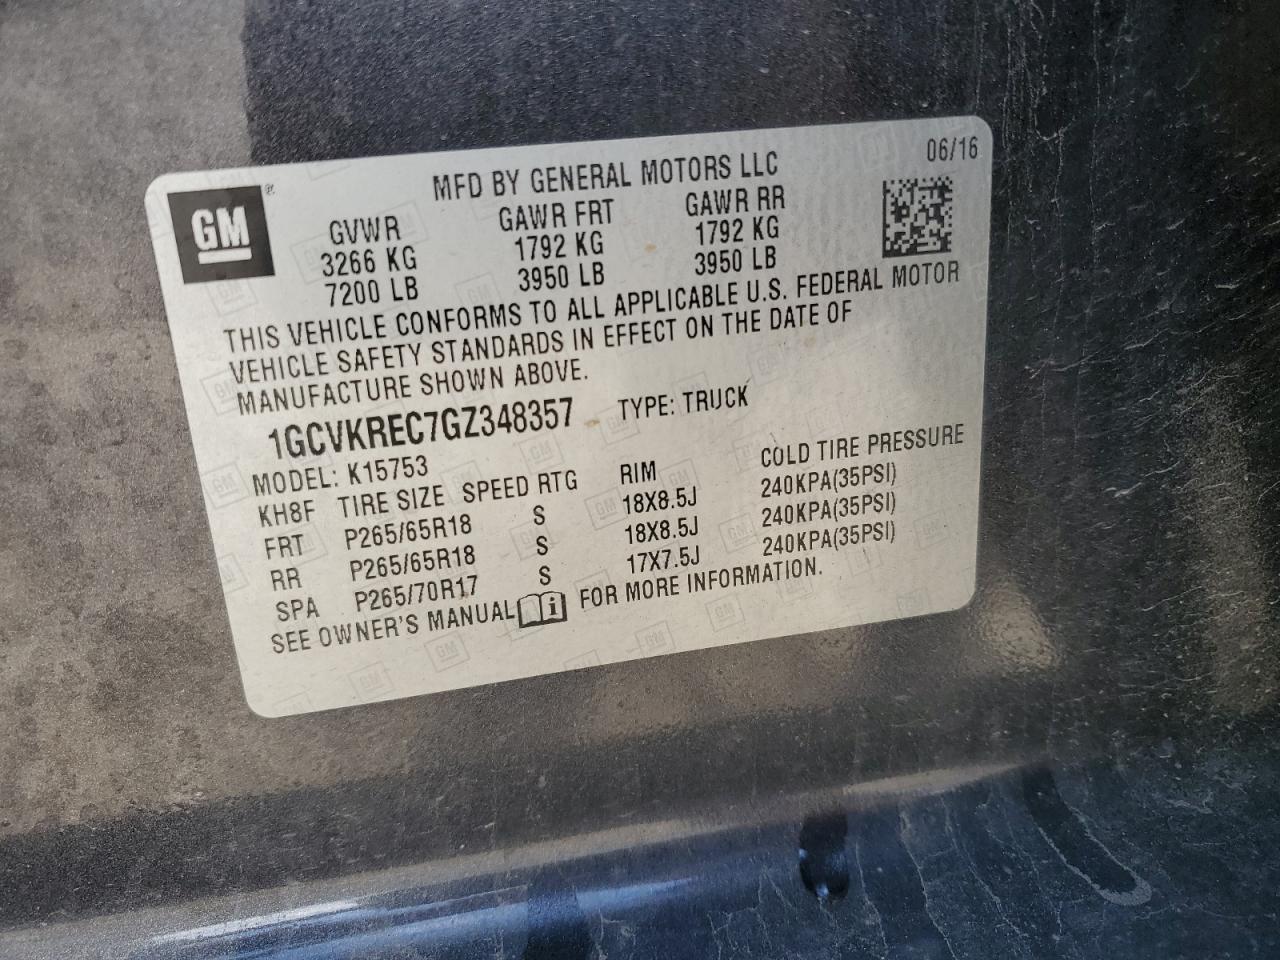 GM ®
MFD BY GENERAL MOTORS LLC 06/16
GVWR GAWR FRT GAWR RR
3266 KG 1792 KG 1792 KG
7200 LB 3950 LB 3950 LB
THIS VEHICLE CONFORMS TO ALL APPLICABLE U.S. FEDERAL MOTOR
VEHICLE SAFETY STANDARDS IN EFFECT ON THE DATE OF
MANUFACTURE SHOWN ABOVE.
1GCVKREC7GZ348357 TYPE: TRUCK
MODEL: K15753
KH8F TIRE SIZE SPEED RTG RIM COLD TIRE PRESSURE
FRT P265/65R18 S 18X8.5J 240KPA(35PSI)
RR P265/65R18 S 18X8.5J 240KPA(35PSI)
SPA P265/70R17 S 17X7.5J 240KPA(35PSI)
SEE OWNER'S MANUAL FOR MORE INFORMATION.